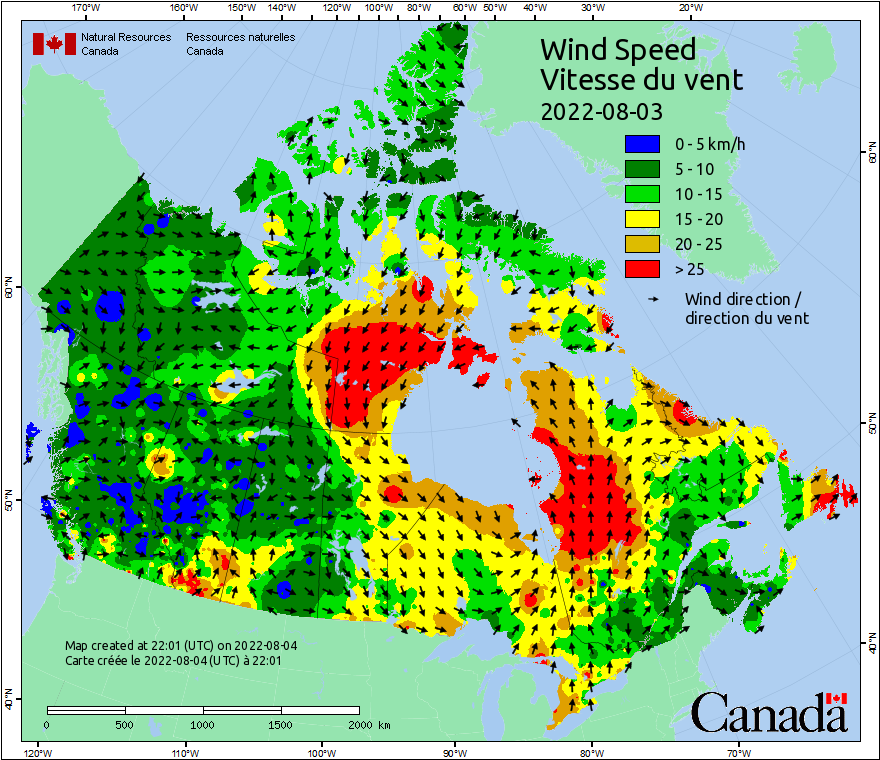 170°W 160°W 150°W 140°W 120°W 100°W 80°W 60°W 50°W 40°W 30°W 20°W
Natural Resources Ressources naturelles
Canada Canada
Wind Speed
Vitesse du vent
2022-08-03
0 - 5 km/h
5 - 10
10 - 15
15 - 20
20 - 25
> 25
Wind direction /
direction du vent
60°N 60°N
50°N 50°N
40°N 40°N
Map created at 22:01 (UTC) on 2022-08-04
Carte créée le 2022-08-04 (UTC) à 22:01
0 500 1000 1500 2000 km
Canada
120°W 110°W 100°W 90°W 80°W 70°W